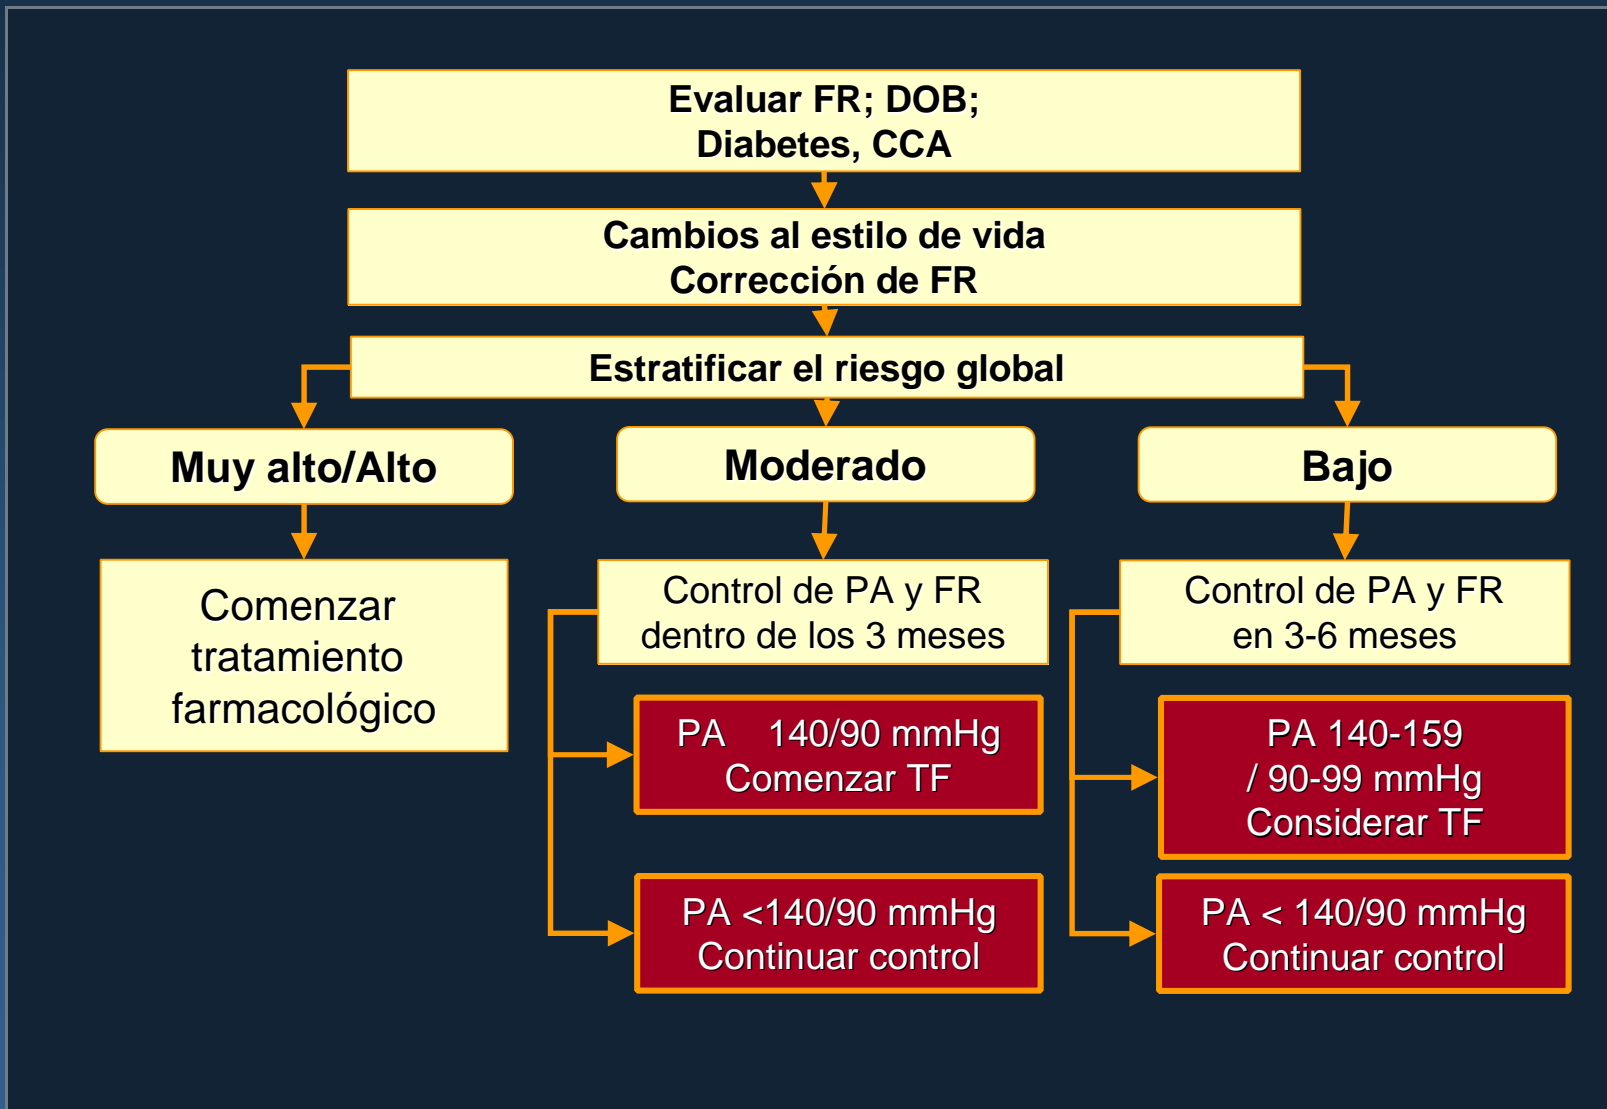 Evaluar FR; DOB;
Diabetes, CCA
Cambios al estilo de vida
Corrección de FR
Estratificar el riesgo global
Muy alto/Alto
Moderado
Bajo
Comenzar
tratamiento
farmacológico
Control de PA y FR
dentro de los 3 meses
Control de PA y FR
en 3-6 meses
PA 140/90 mmHg
Comenzar TF
PA 140-159
/ 90-99 mmHg
Considerar TF
PA <140/90 mmHg
Continuar control
PA < 140/90 mmHg
Continuar control